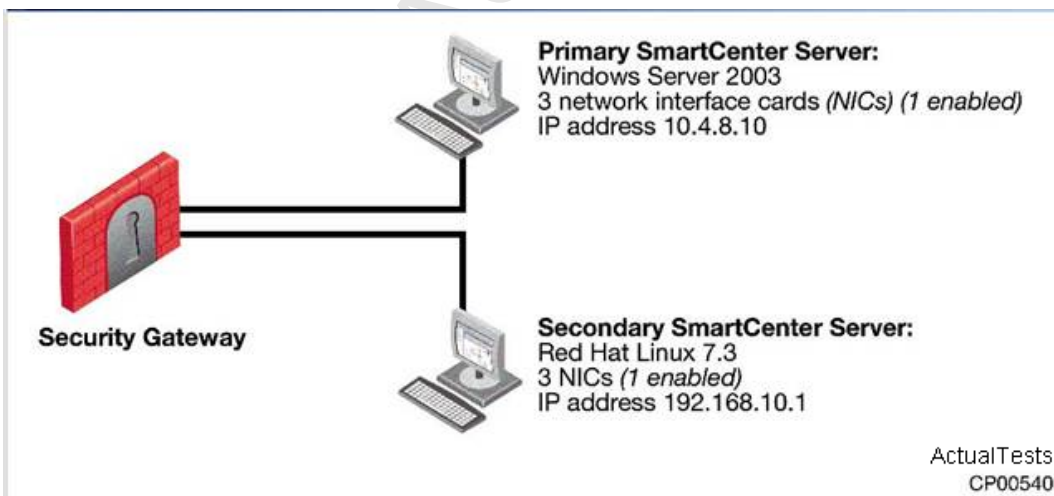 Primary SmartCenter Server:
Windows Server 2003
3 network interface cards (NICs) (1 enabled)
IP address 10.4.8.10
Security Gateway
Secondary SmartCenter Server:
Red Hat Linux 7.3
3 NICs (1 enabled)
IP address 192.168.10.1
ActualTests
CP00540